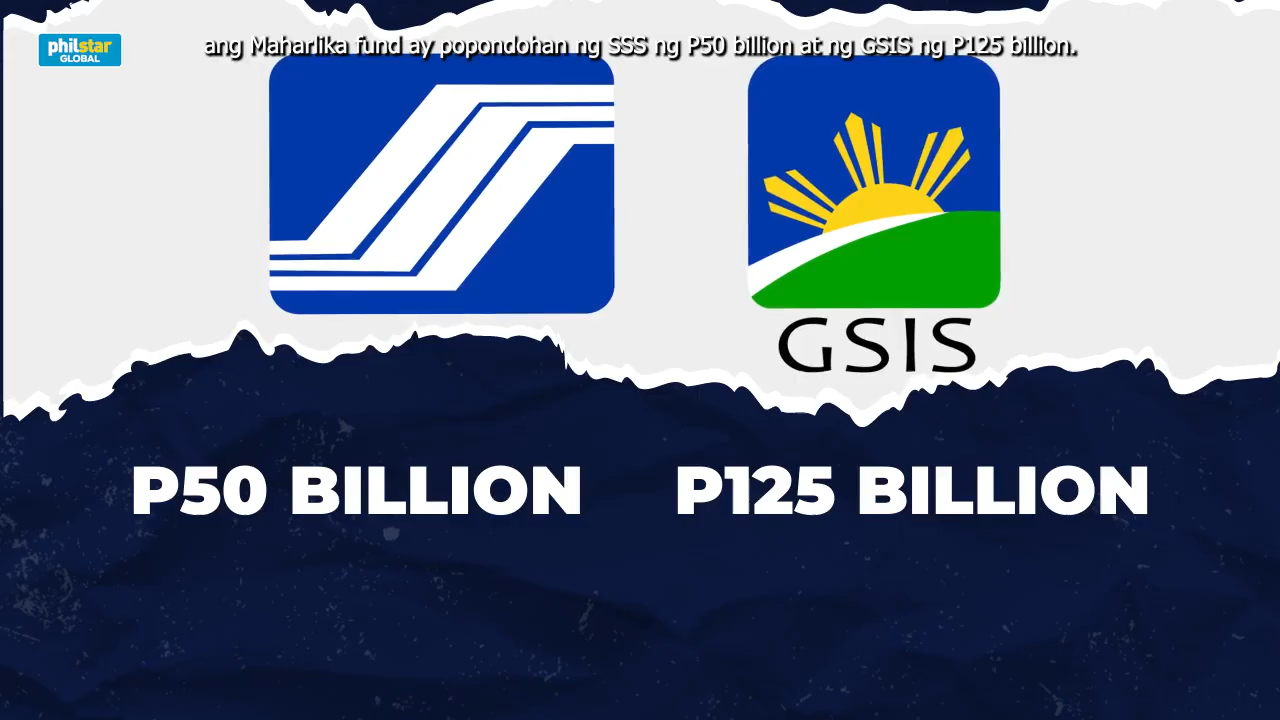 philstar
GLOBAL
ang Maharlika fund ay popondohan ng SSS ng P50 billion at ng GSIS ng P125 billion.
GSIS
P50 BILLION
P125 BILLION